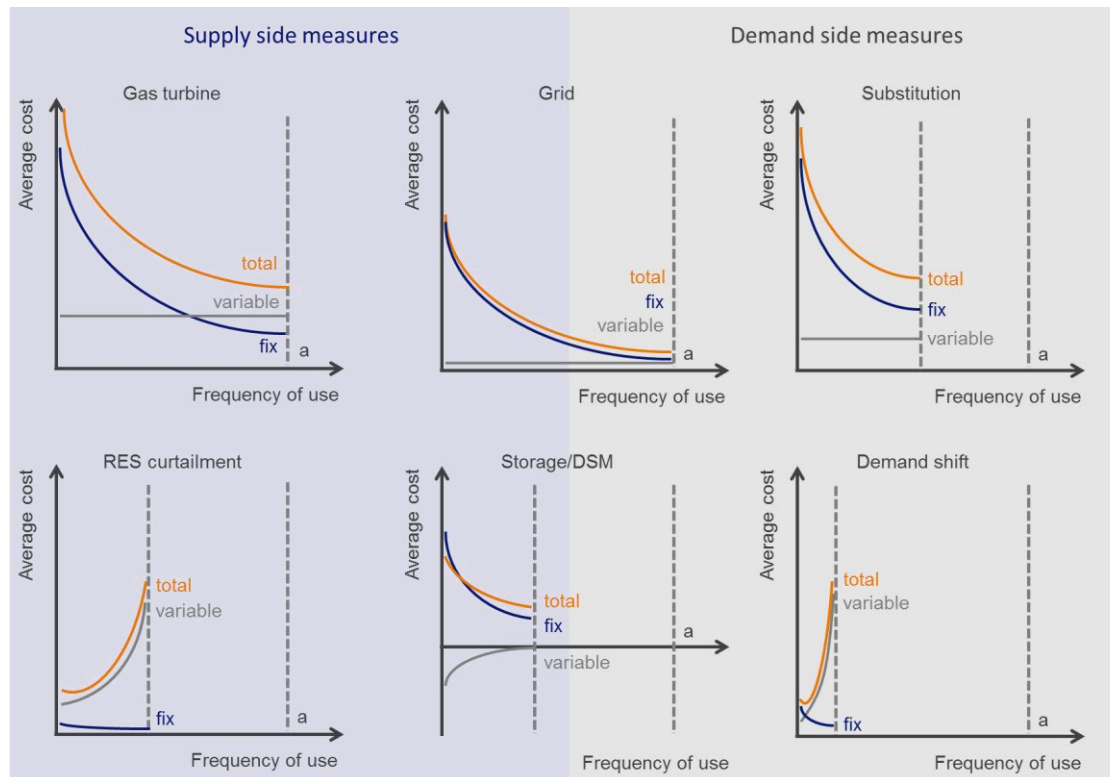 Supply side measures
Demand side measures
Gas turbine
Average cost
total
variable
fix
a
Frequency of use
Grid
Average cost
total
fix
variable
a
Frequency of use
Substitution
Average cost
total
fix
variable
a
Frequency of use
RES curtailment
Average cost
total
variable
fix
a
Frequency of use
Storage/DSM
Average cost
total
fix
a
variable
Frequency of use
Demand shift
Average cost
total
variable
fix
a
Frequency of use